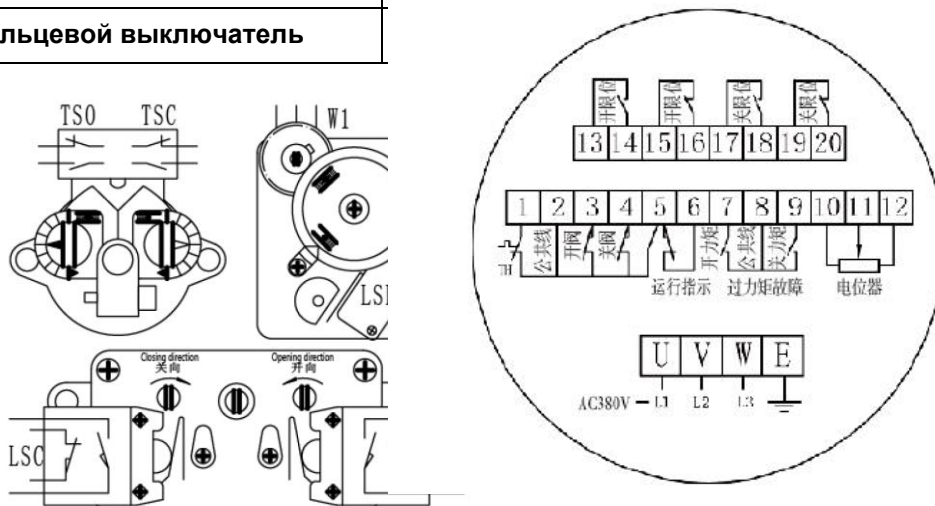 льцевой выключатель
TSO TSC
W1
LSI
Closing direction
关向
Opening direction
开向
LSC
开限位 开限位 关限位 关限位
13 14 15 16 17 18 19 20
1 2 3 4 5 6 7 8 9 10 11 12
TH 公共线 开阀 关阀 开力矩 公共线 关力矩
运行指示 过力矩故障 电位器
U V W E
AC380V L1 L2 L3